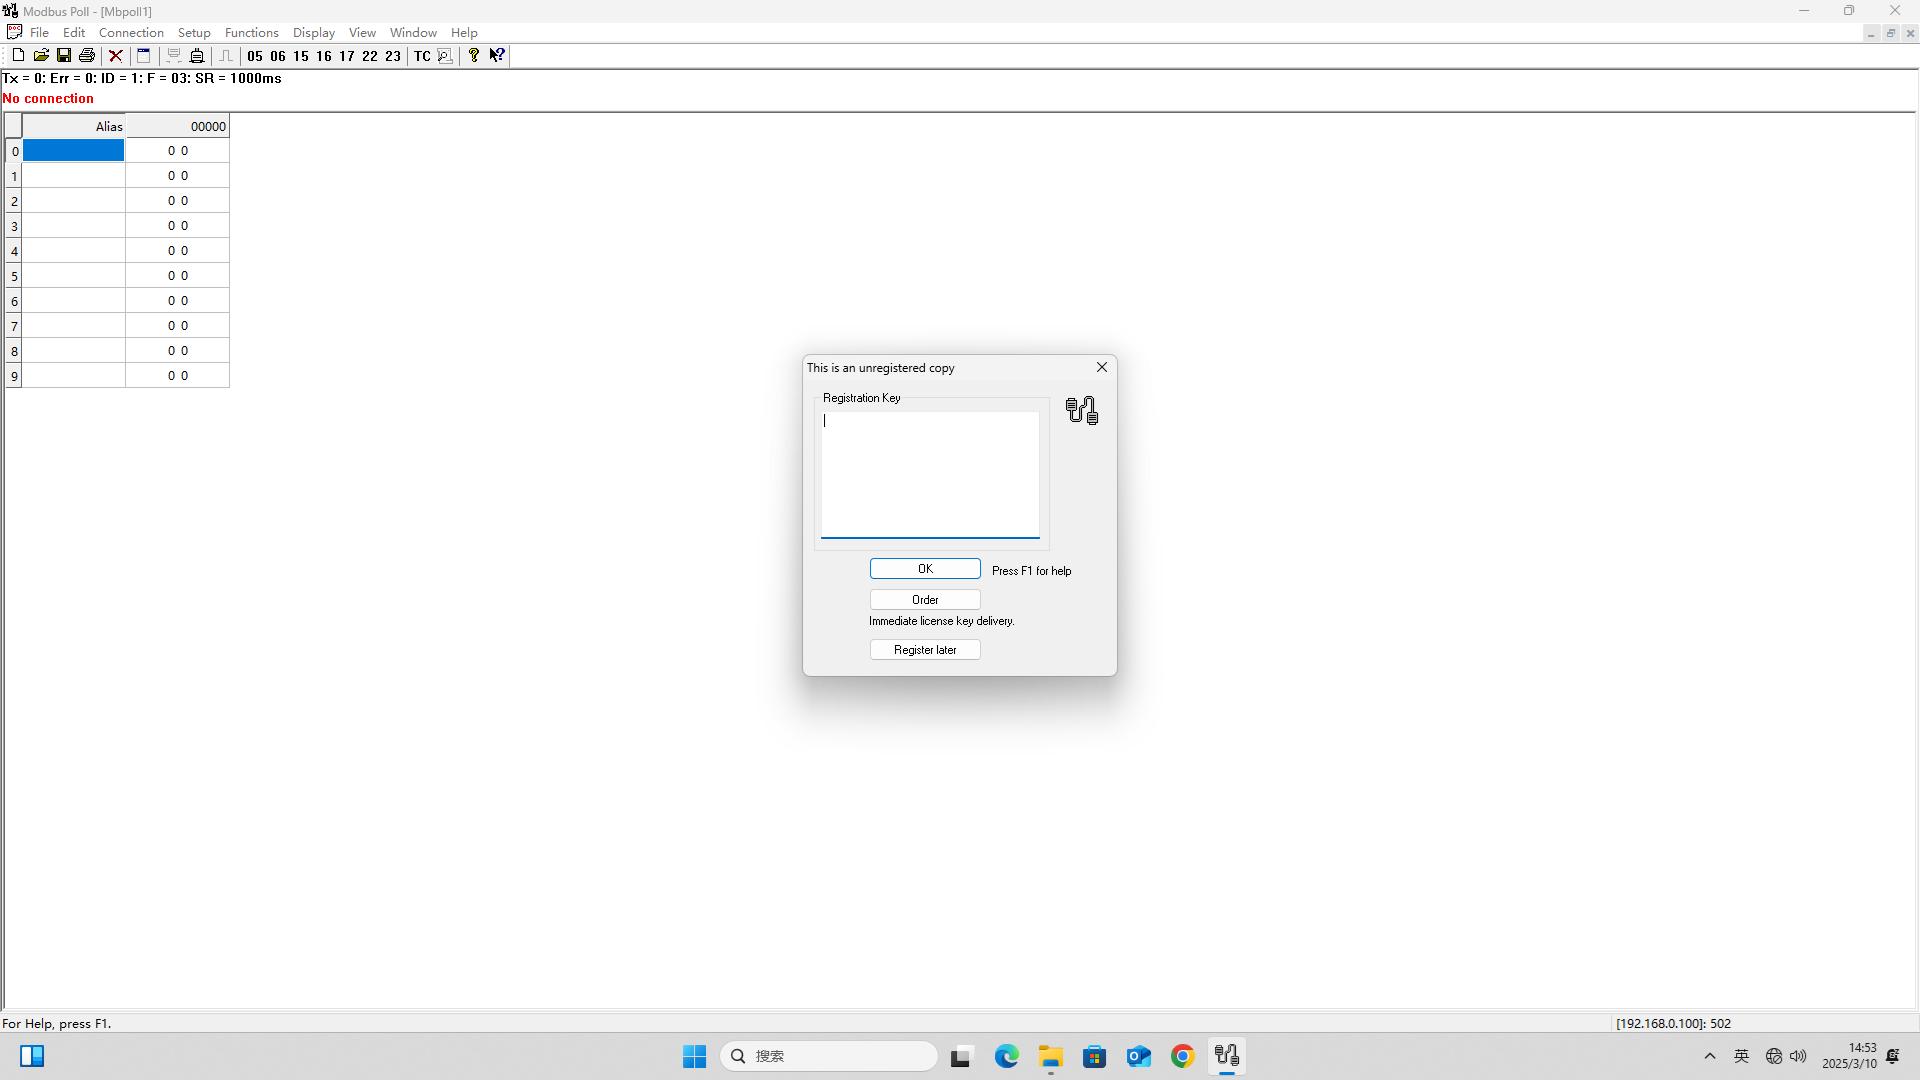 Modbus Poll - [Mbpoll1]
File Edit Connection Setup Functions Display View Window Help
05 06 15 16 17 22 23 TC
Tx = 0: Err = 0: ID = 1: F = 03: SR = 1000ms
No connection
Alias 00000
0 0 0
1 0 0
2 0 0
3 0 0
4 0 0
5 0 0
6 0 0
7 0 0
8 0 0
9 0 0
This is an unregistered copy
Registration Key
OK
Press F1 for help
Order
Immediate license key delivery.
Register later
For Help, press F1.
[192.168.0.100]: 502
搜索
英
14:53
2025/3/10